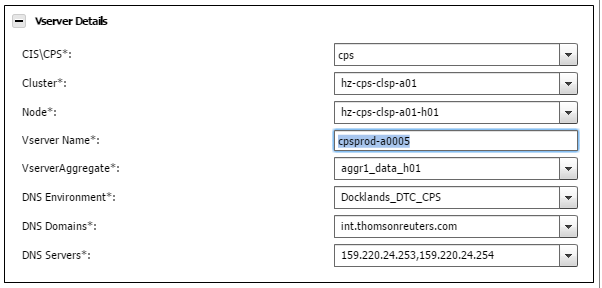 Vserver Details
CIS\CPS*: cps
Cluster*: hz-cps-clsp-a01
Node*: hz-cps-clsp-a01-h01
Vserver Name*: cpsprod-a0005
VserverAggregate*: aggr1_data_h01
DNS Environment*: Docklands_DTC_CPS
DNS Domains*: int.thomsonreuters.com
DNS Servers*: 159.220.24.253,159.220.24.254